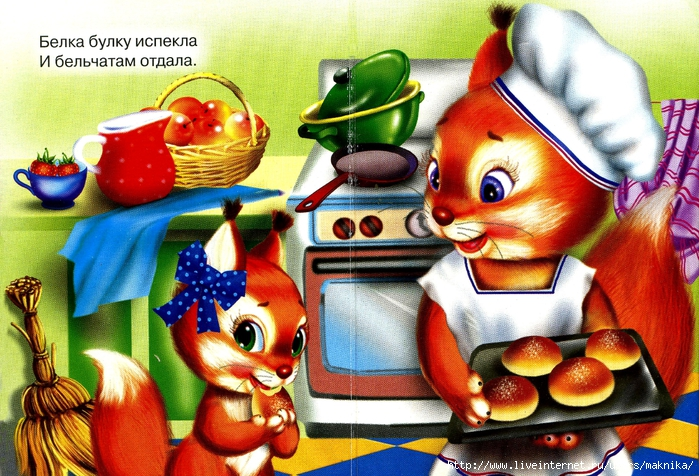 Белка булку испекла
И бельчатам отдала.
http://www.liveinternet.ru/users/maknika/